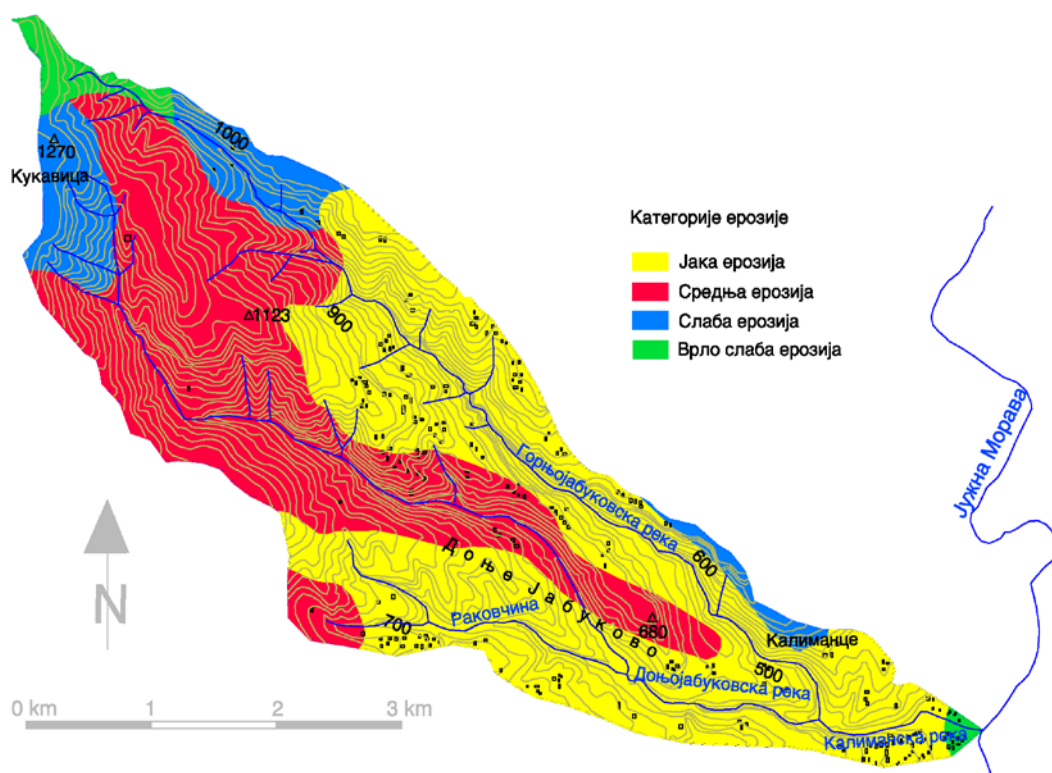 1000
1270
Кукавица
Категорије ерозије
Јака ерозија
Средња ерозија
Слаба ерозија
Врло слаба ерозија
1123
900
Јужна Морава
Горњојабуковска река
600
N
Доње Јабуково
Раковчина
700
680
Калиманце
500
Доњојабуковска река
0 km 1 2 3 km
Калиманска река